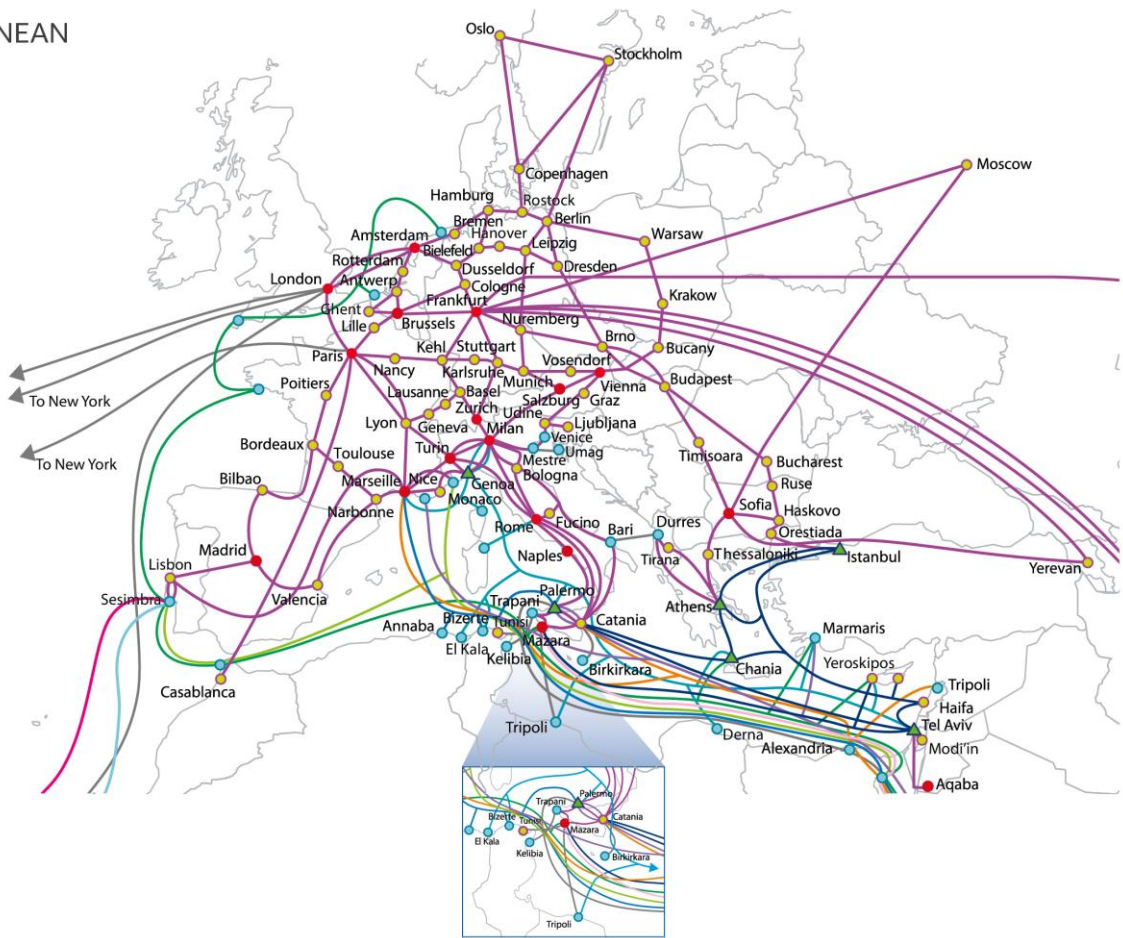 NEAN
Oslo
Stockholm
Moscow
Copenhagen
Hamburg
Rostock
Bremen
Berlin
Amsterdam
Hanover
Warsaw
Bielefeld
Leipzig
Rotterdam
Dusseldorf
Dresden
London
Antwerp
Cologne
Frankfurt
Krakow
Ghent
Nuremberg
Lille
Brussels
Brno
Paris
Kehl
Stuttgart
Vosendorf
Bucany
Nancy
Karlsruhe
Munich
Vienna
Budapest
Poitiers
Lausanne
Basel
Salzburg
Graz
To New York
Zurich
Udine
Lyon
Geneva
Milan
Ljubljana
Venice
Bordeaux
Toulouse
Turin
Umag
Timisoara
To New York
Mestre
Bucharest
Bilbao
Marseille
Nice
Genoa
Bologna
Ruse
Monaco
Narbonne
Sofia
Haskovo
Rome
Fucino
Bari
Durres
Orestiada
Madrid
Naples
Tirana
Thessaloniki
Istanbul
Lisbon
Yerevan
Sesimbra
Valencia
Palermo
Trapani
Athens
Annaba
Bizerte
Tunisi
Catania
El Kala
Mazara
Marmaris
Kelibia
Birkirkara
Chania
Yeroskipos
Casablanca
Tripoli
Haifa
Tripoli
Derna
Tel Aviv
Alexandria
Modi'in
Aqaba
Palermo
Trapani
Bizerte
Tunisi
Catania
Mazara
El Kala
Kelibia
Birkirkara
Tripoli